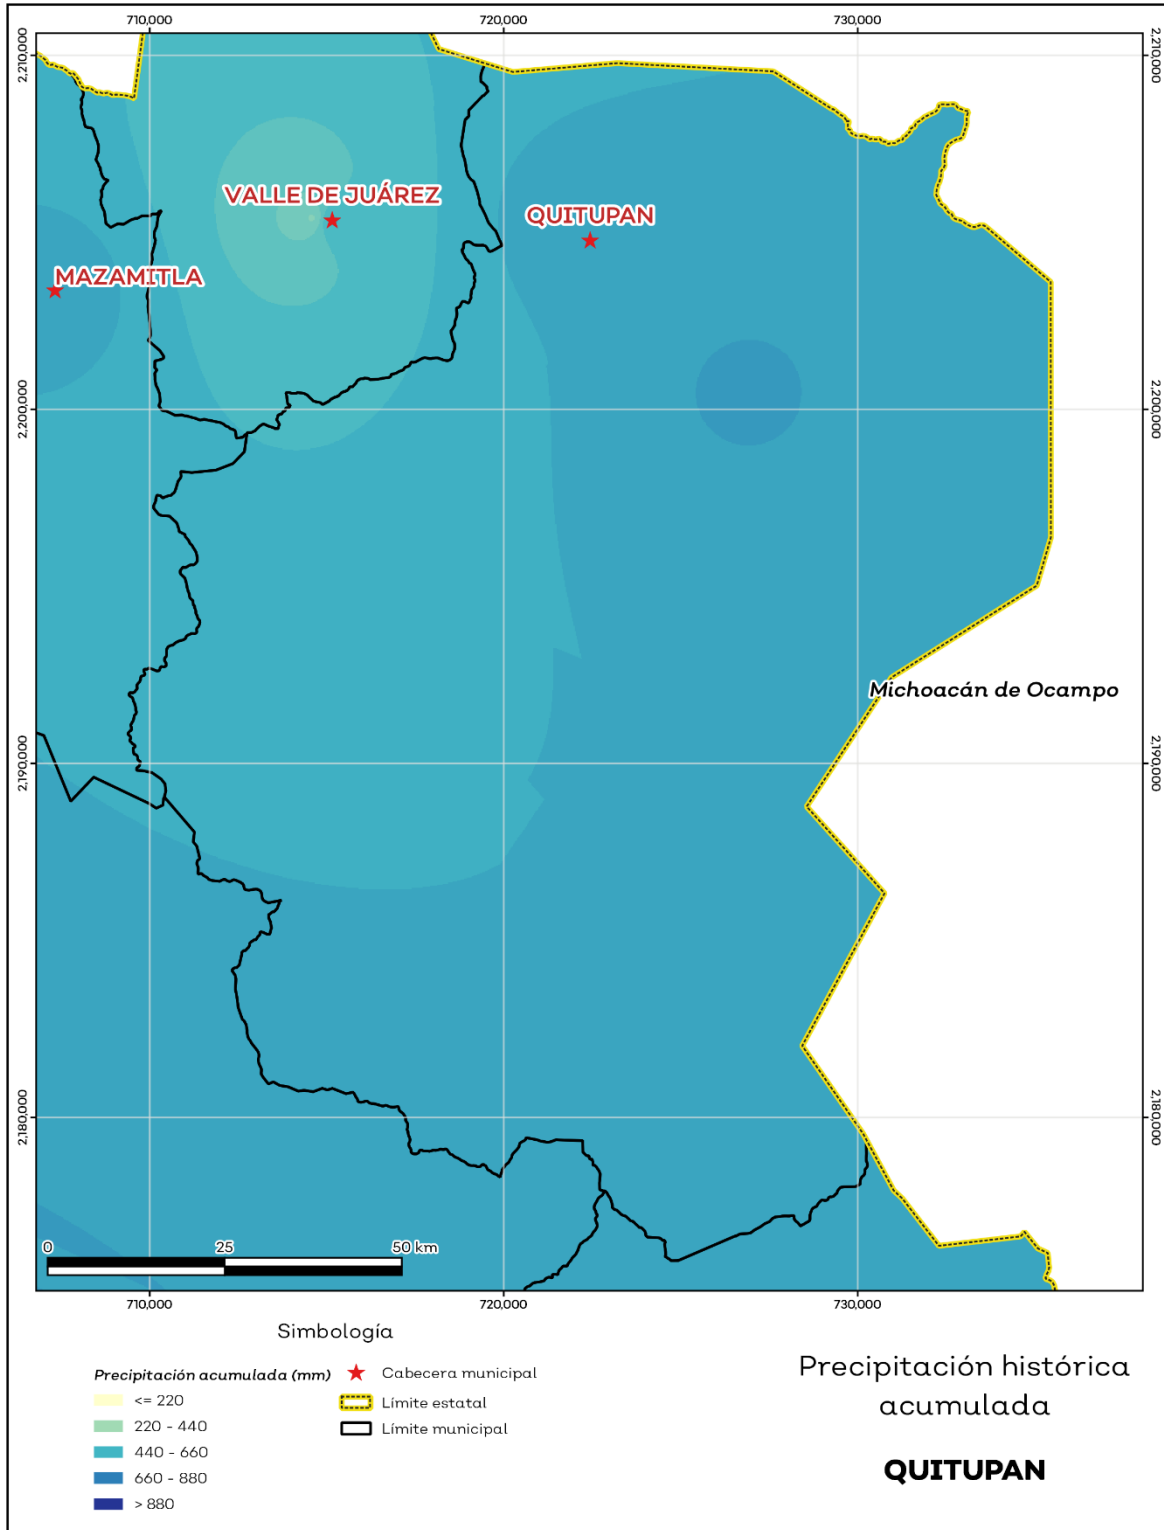 710,000
720,000
730,000
2,210,000
2,210,000
VALLE DE JUÁREZ
QUITUPAN
MAZAMITLA
2,200,000
2,200,000
Michoacán de Ocampo
2,190,000
2,190,000
2,180,000
2,180,000
0
25
50 km
710,000
720,000
730,000
Simbología
Precipitación acumulada (mm)
<= 220
220 - 440
440 - 660
660 - 880
> 880
Cabecera municipal
Límite estatal
Límite municipal
Precipitación histórica
acumulada
QUITUPAN